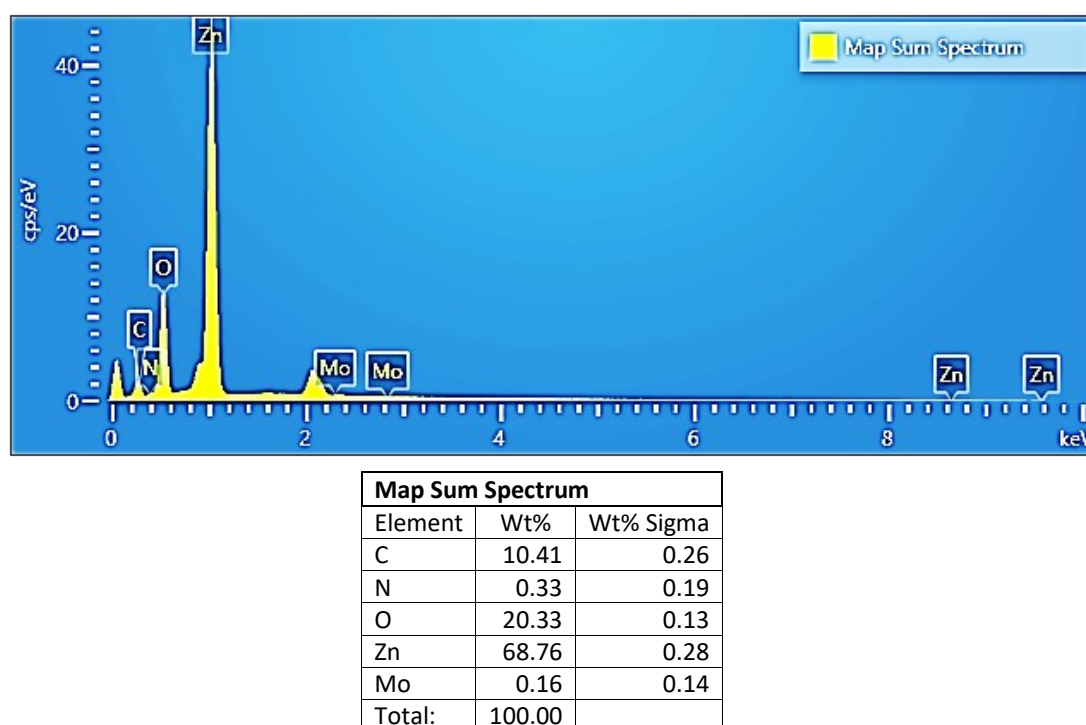 Zn
Map Sum Spectrum
40
cps/eV
20
O
C
N
Mo
Mo
Zn
Zn
0
0
2
4
6
8
keV
Map Sum Spectrum
Element Wt% Wt% Sigma
C 10.41 0.26
N 0.33 0.19
O 20.33 0.13
Zn 68.76 0.28
Mo 0.16 0.14
Total: 100.00